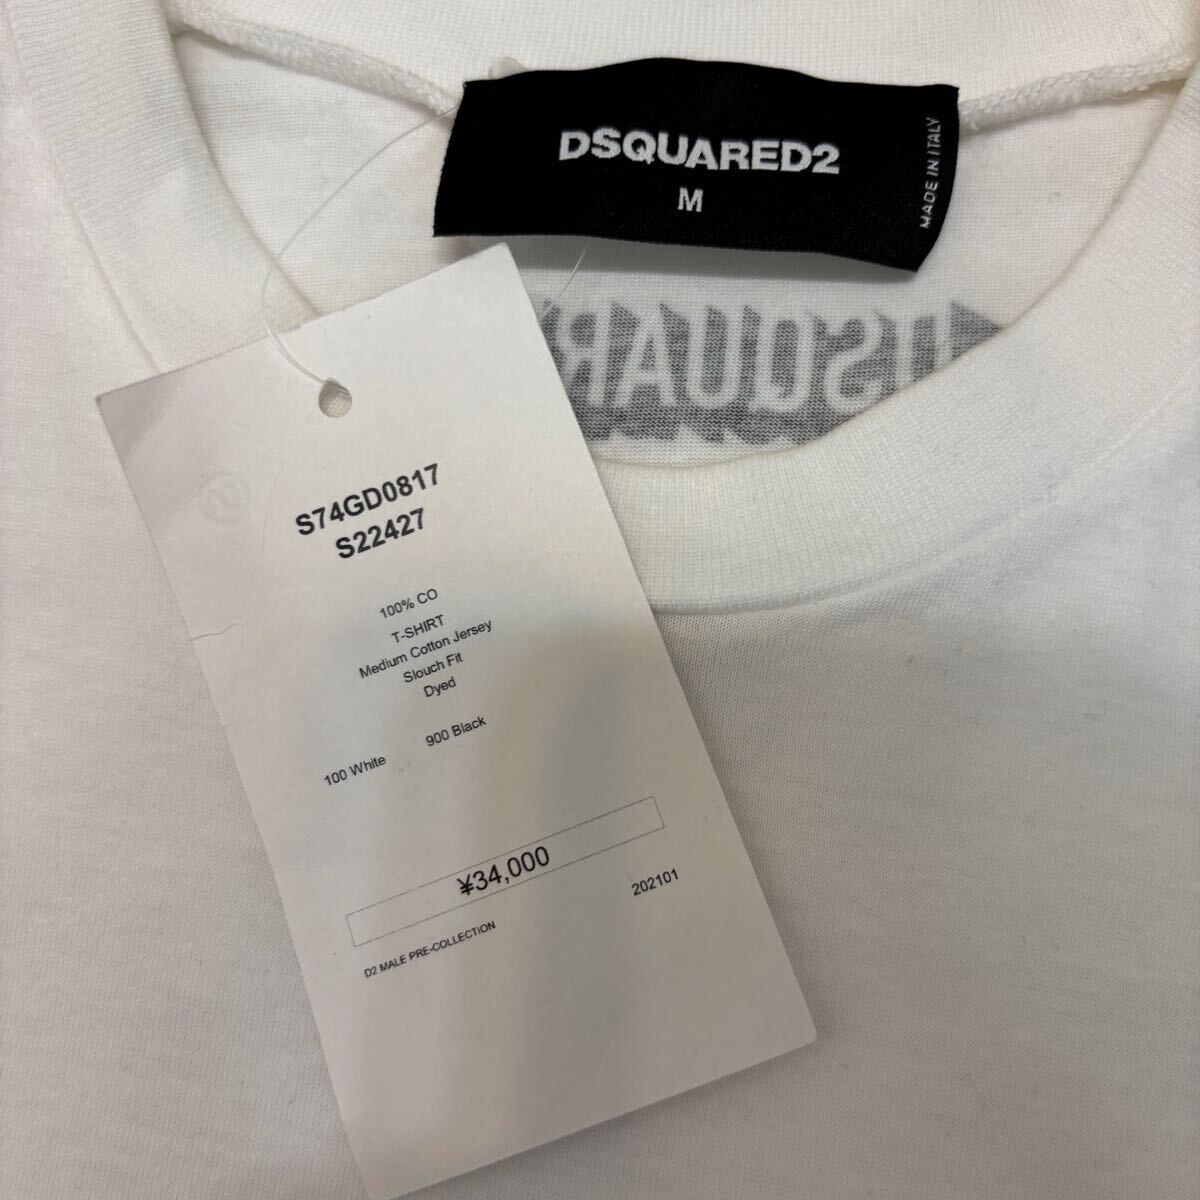 DSQUARED2
M
MADE IN ITALY
DSQUAR
S74GD0817
S22427
100% CO
T-SHIRT
Medium Cotton Jersey
Slouch Fit
Dyed
100 White 900 Black
¥34,000
D2 MALE PRE-COLLECTION 202101